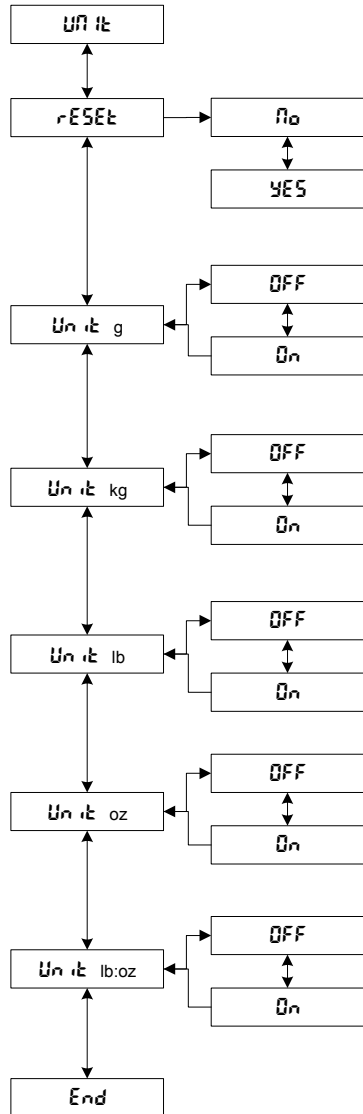 UNIt
rESEt
No
YES
Unit g
OFF
On
Unit kg
OFF
On
Unit lb
OFF
On
Unit oz
OFF
On
Unit lb:oz
OFF
On
End